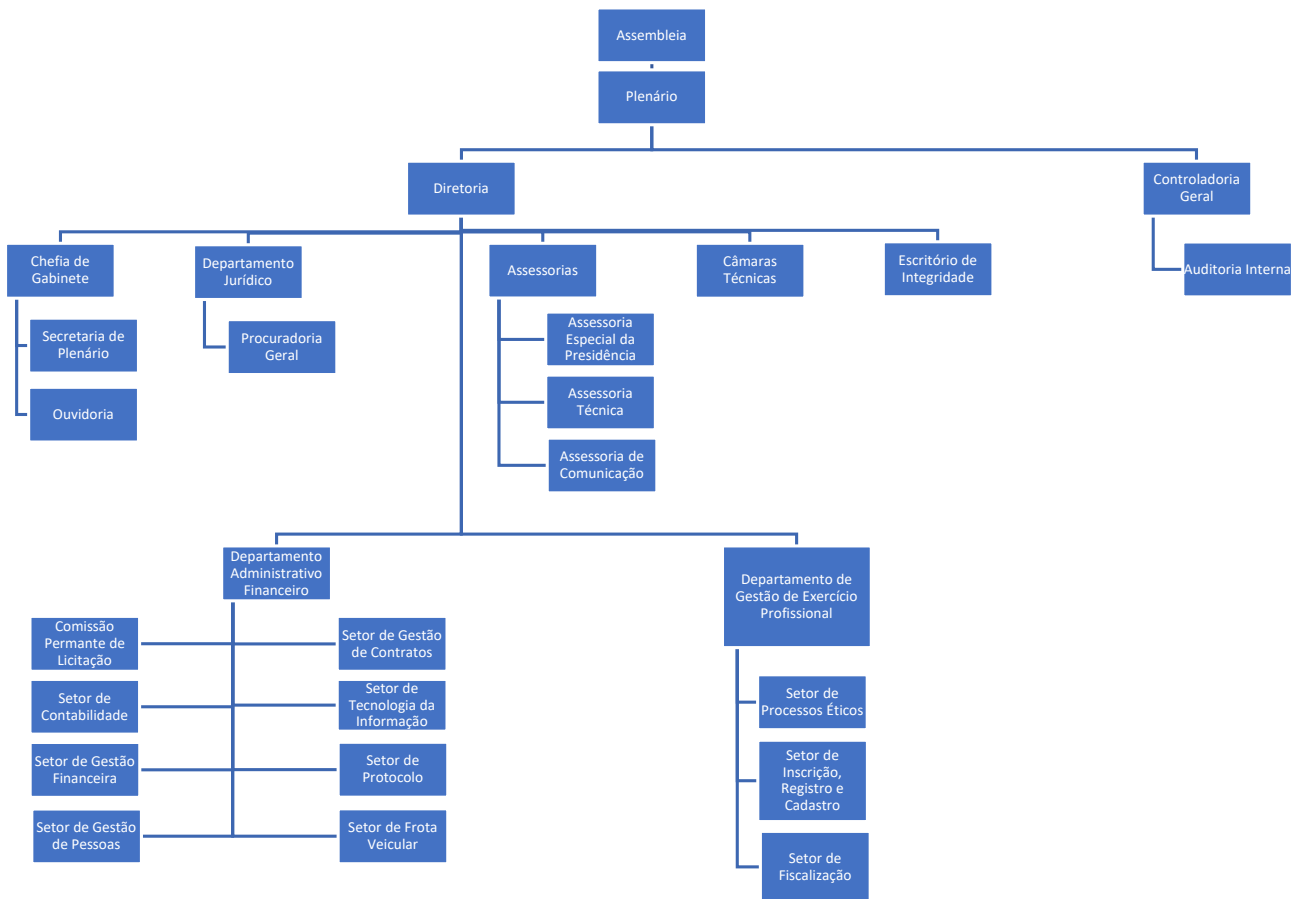 Assembleia
Plenário
Diretoria
Controladoria
Geral
Chefia de
Gabinete
Departamento
Jurídico
Assessorias
Câmaras
Técnicas
Escritório de
Integridade
Auditoria Interna
Secretaria de
Plenário
Ouvidoria
Procuradoria
Geral
Assessoria
Especial da
Presidência
Assessoria
Técnica
Assessoria de
Comunicação
Departamento
Administrativo
Financeiro
Departamento de
Gestão de Exercício
Profissional
Comissão
Permante de
Licitação
Setor de Gestão
de Contratos
Setor de
Contabilidade
Setor de
Tecnologia da
Informação
Setor de Gestão
Financeira
Setor de
Protocolo
Setor de Gestão
de Pessoas
Setor de Frota
Veicular
Setor de
Processos Éticos
Setor de
Inscrição,
Registro e
Cadastro
Setor de
Fiscalização